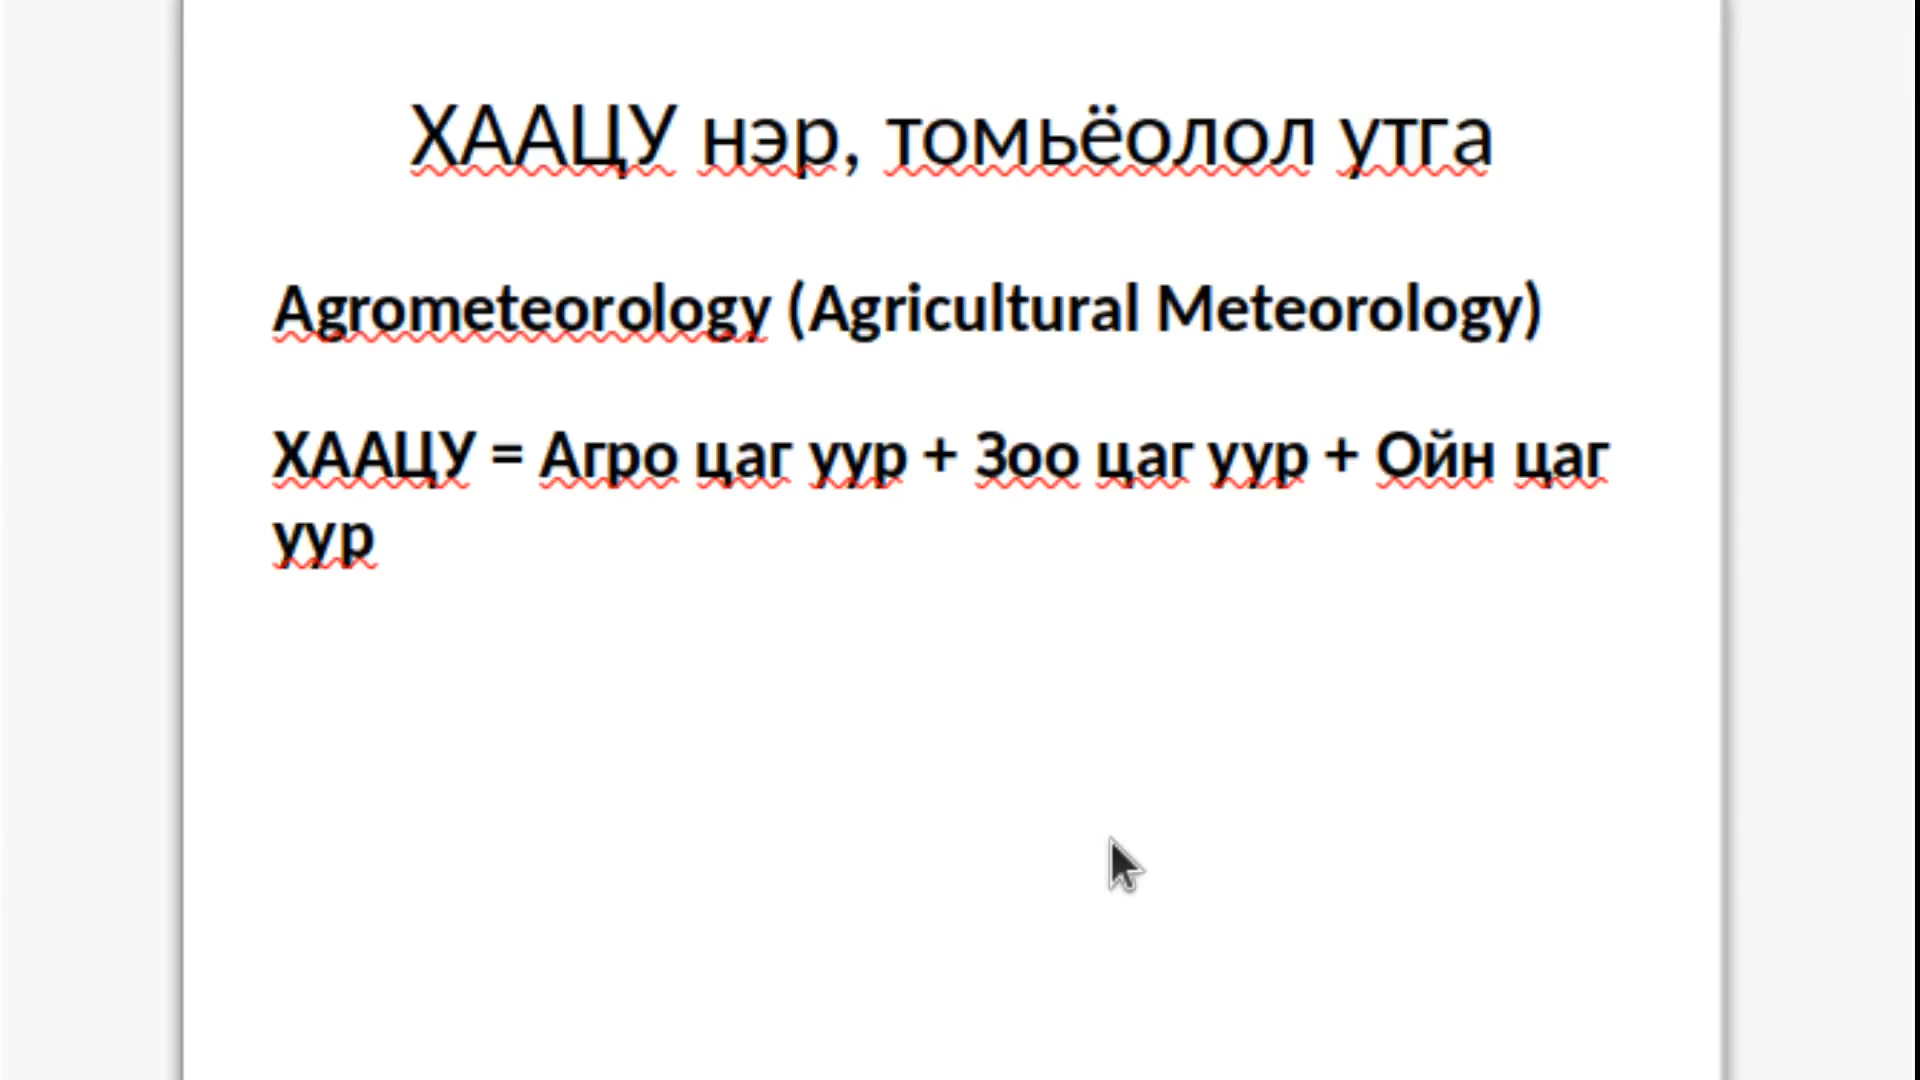 ХААЦУ нэр, томьёолол утга
Agrometeorology (Agricultural Meteorology)
ХААЦУ = Агро цаг уур + Зоо цаг уур + Ойн цаг
уур